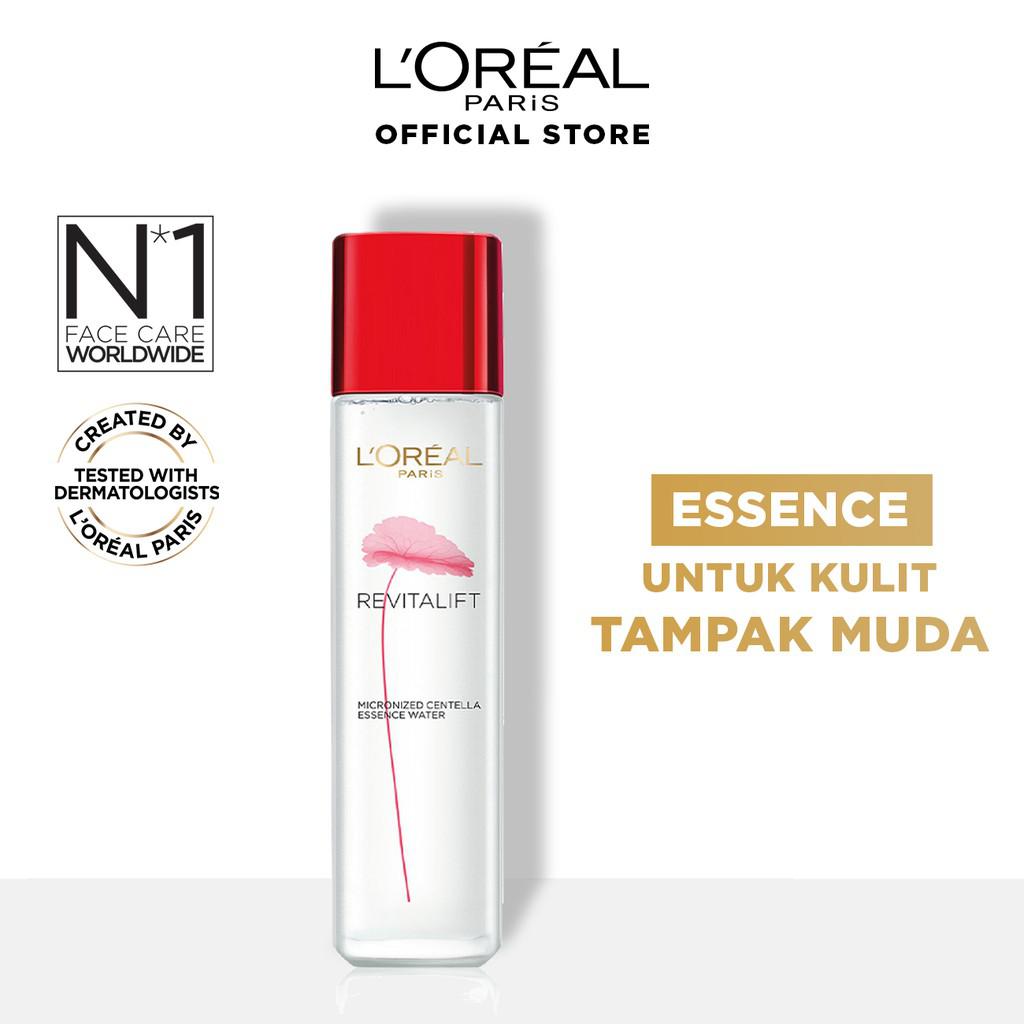 L'ORÉAL
PARiS
OFFICIAL STORE
N*1
FACE CARE
WORLDWIDE
CREATED BY
TESTED WITH
DERMATOLOGISTS
L'ORÉAL PARIS
L'ORÉAL
PARiS
REVITALIFT
MICRONIZED CENTELLA
ESSENCE WATER
ESSENCE
UNTUK KULIT
TAMPAK MUDA